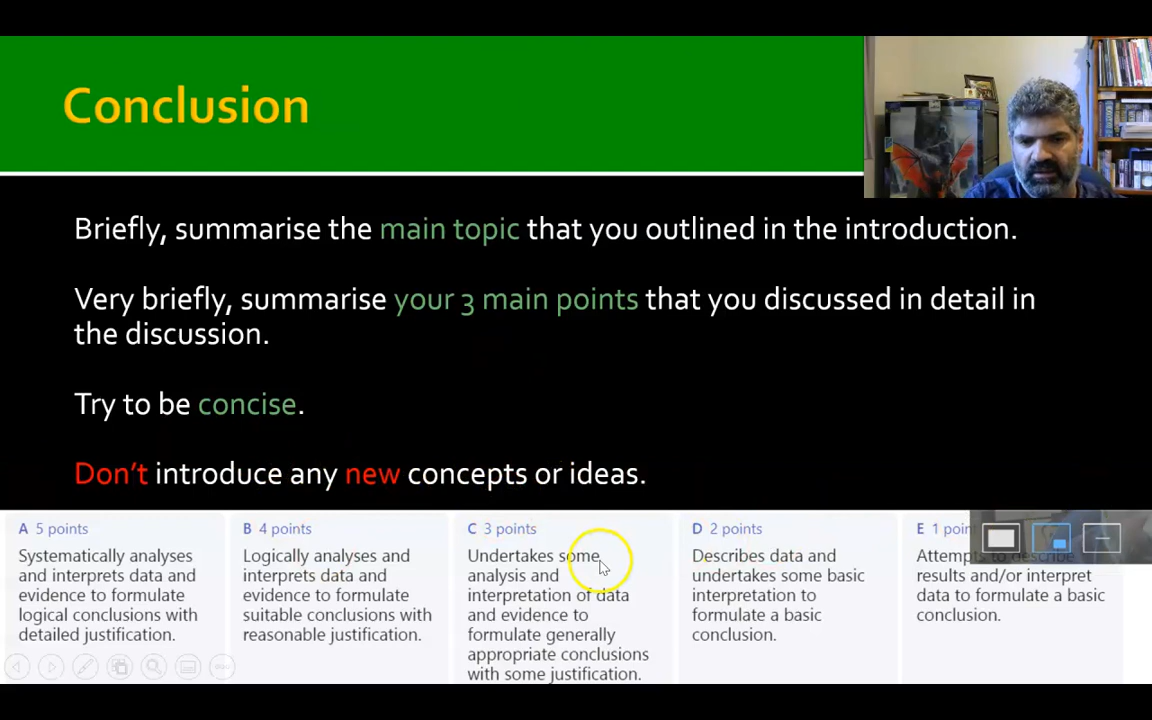 Conclusion
Briefly, summarise the main topic that you outlined in the introduction.
Very briefly, summarise your 3 main points that you discussed in detail in
the discussion.
Try to be concise.
Don't introduce any new concepts or ideas.
A 5 points
Systematically analyses
and interprets data and
evidence to formulate
logical conclusions with
detailed justification.
B 4 points
Logically analyses and
interprets data and
evidence to formulate
suitable conclusions with
reasonable justification.
C 3 points
Undertakes some
analysis and
interpretation of data
and evidence to
formulate generally
appropriate conclusions
with some justification.
D 2 points
Describes data and
undertakes some basic
interpretation to
formulate a basic
conclusion.
E 1 poin
Attempts to describe
results and/or interpret
data to formulate a basic
conclusion.